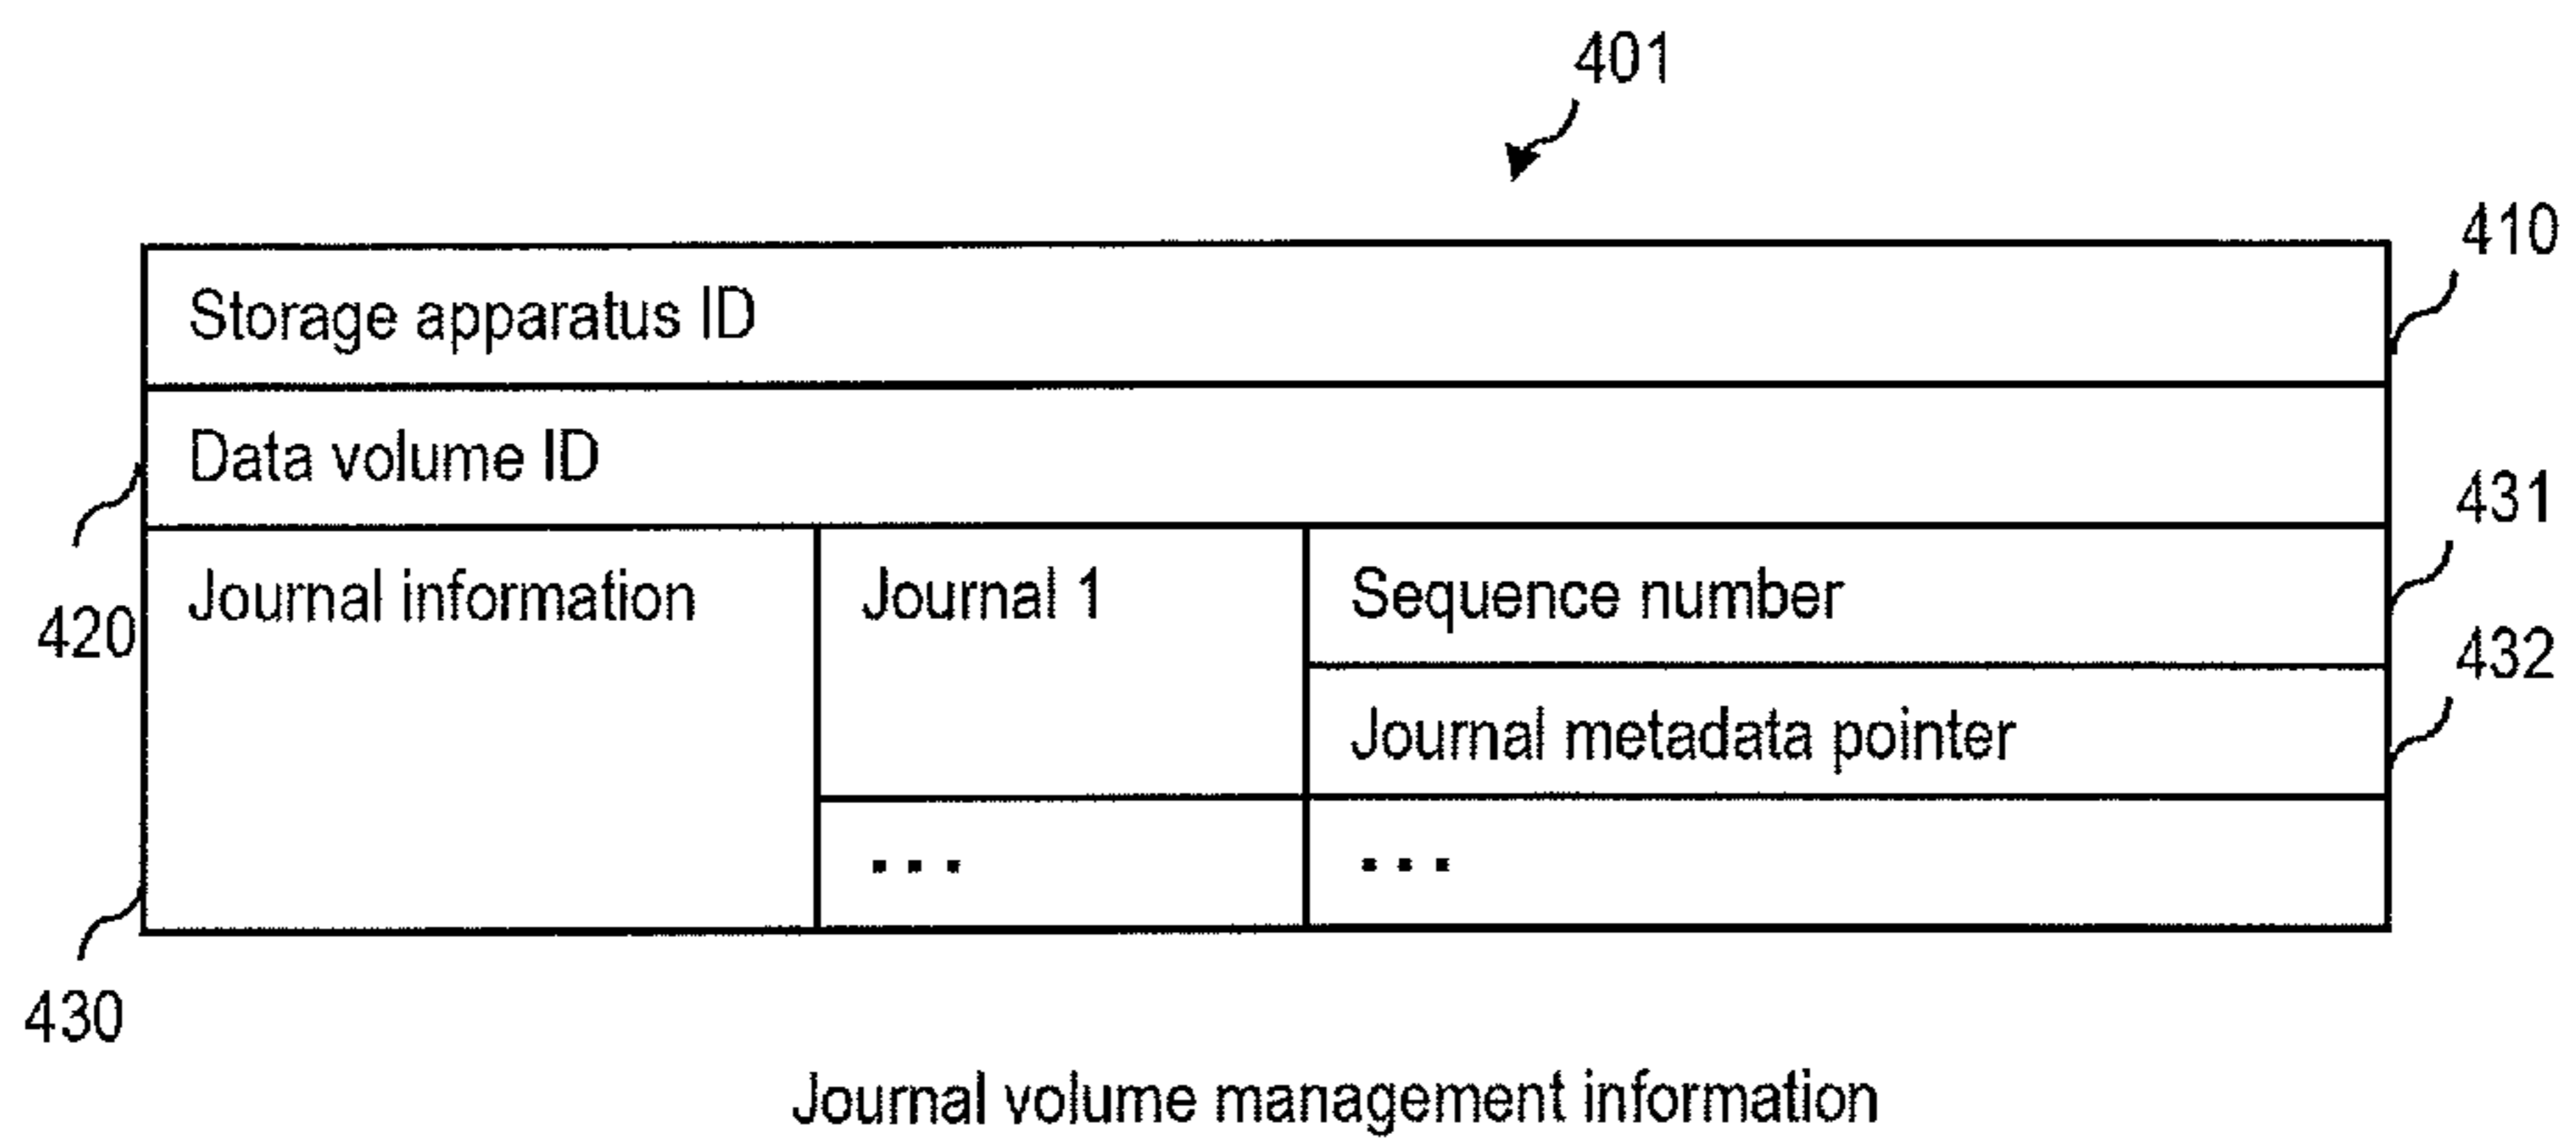 401
410
Storage apparatus ID
Data volume ID
420
431
Journal information
Journal 1
Sequence number
432
Journal metadata pointer
...
...
430
Journal volume management information